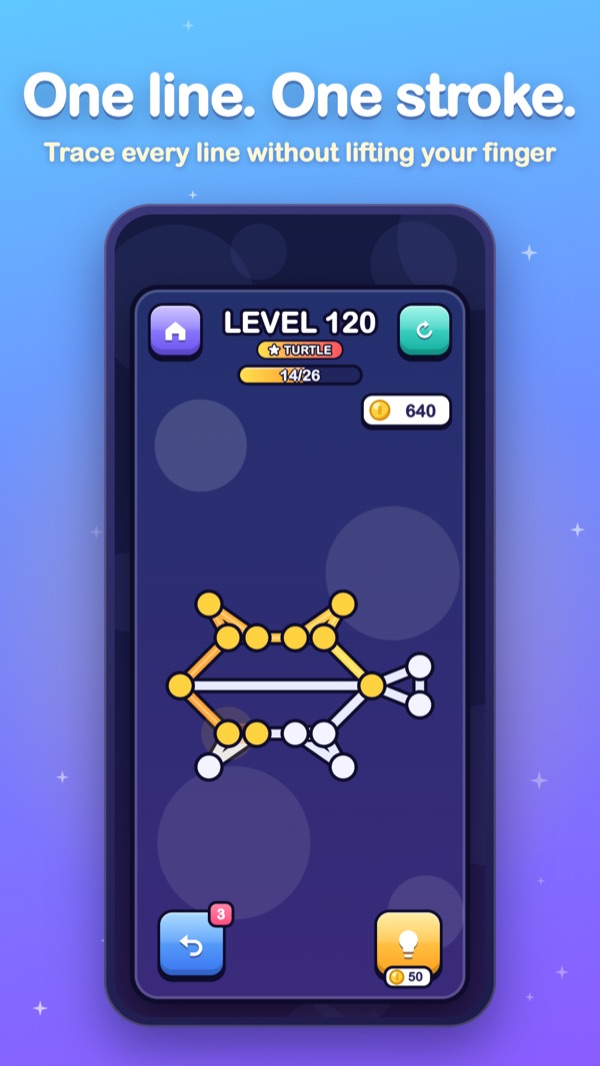 One line. One stroke.
Trace every line without lifting your finger
LEVEL 120
TURTLE
14/26
640
3
50